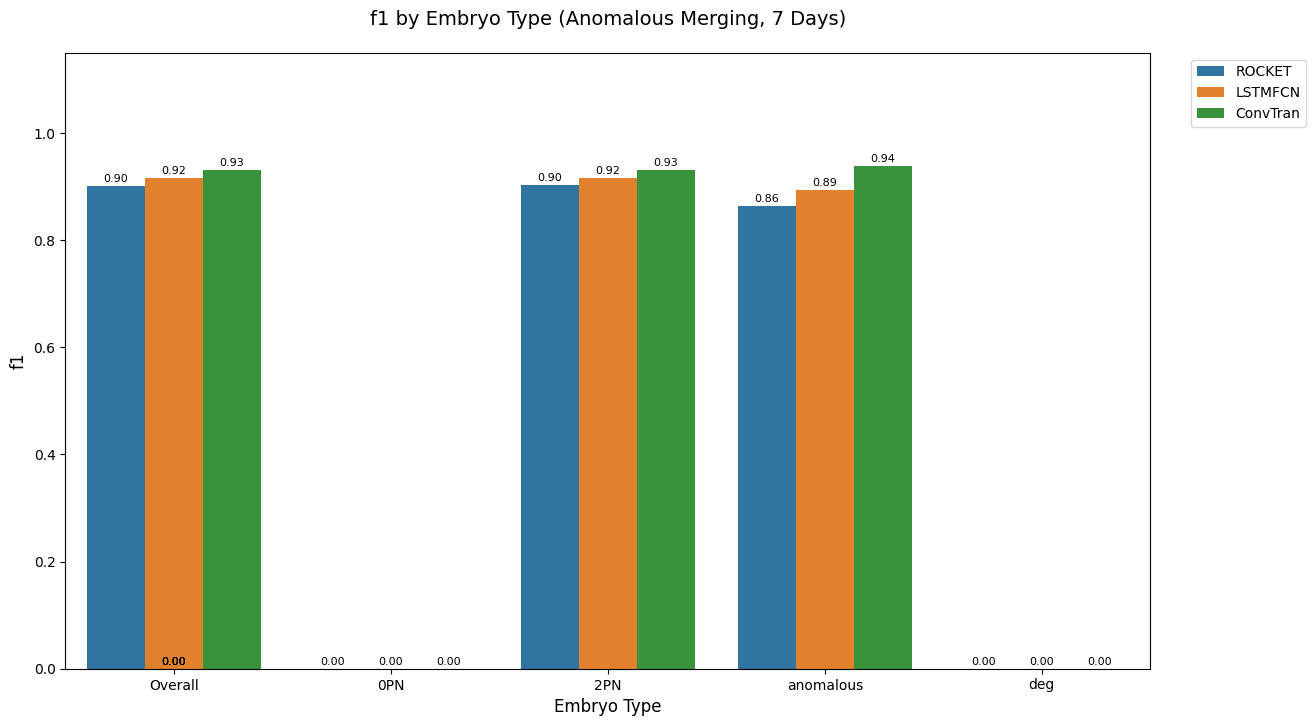 f1 by Embryo Type (Anomalous Merging, 7 Days)
ROCKET
LSTMFCN
ConvTran
f1
1.0
0.8
0.6
0.4
0.2
0.0
0.90
0.92
0.93
0.00
0.00
0.00
0.00
0.90
0.92
0.93
0.86
0.89
0.94
0.00
0.00
0.00
Overall
0PN
2PN
anomalous
deg
Embryo Type